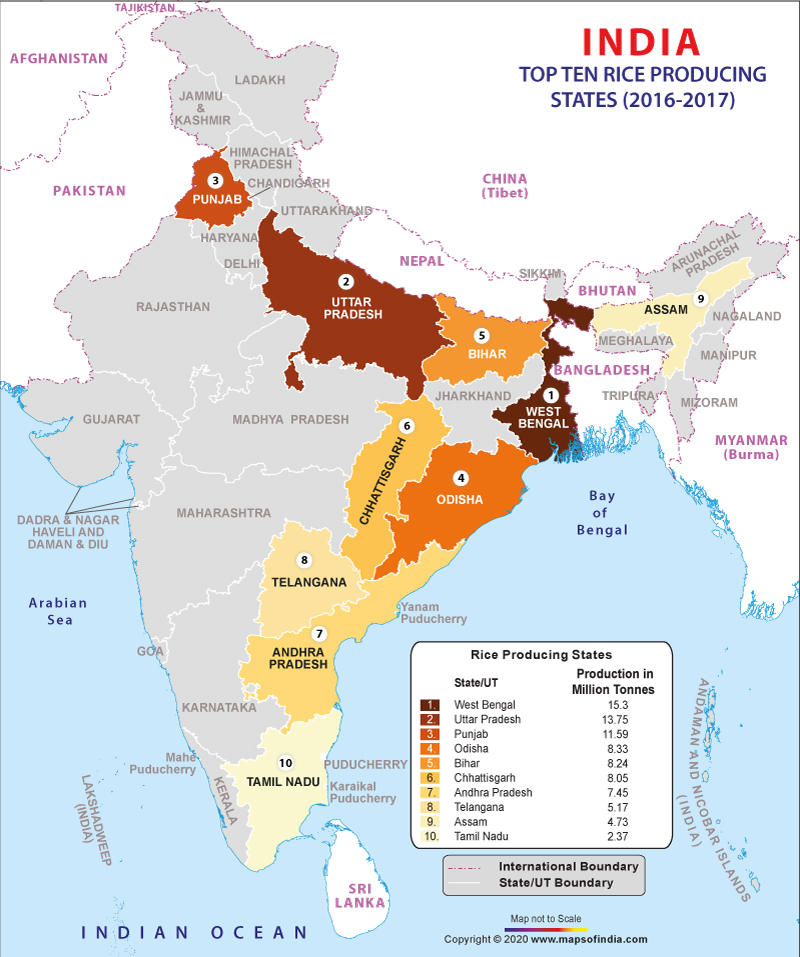 INDIA
TOP TEN RICE PRODUCING
STATES (2016-2017)
TAJIKISTAN
AFGHANISTAN
LADAKH
JAMMU
&
KASHMIR
HIMACHAL
PRADESH
CHINA
(Tibet)
PAKISTAN
3
PUNJAB
CHANDIGARH
UTTARAKHAND
HARYANA
DELHI
NEPAL
SIKKIM
BHUTAN
ARUNACHAL
PRADESH
2
UTTAR
PRADESH
RAJASTHAN
9
ASSAM
NAGALAND
MEGHALAYA
MANIPUR
5
BIHAR
BANGLADESH
TRIPURA
MIZORAM
JHARKHAND
1
WEST
BENGAL
GUJARAT
MADHYA PRADESH
6
CHHATTISGARH
MYANMAR
(Burma)
4
ODISHA
DADRA & NAGAR
HAVELI AND
DAMAN & DIU
MAHARASHTRA
Bay
of
Bengal
8
TELANGANA
Arabian
Sea
Yanam
Puducherry
7
ANDHRA
PRADESH
GOA
KARNATAKA
Mahe
Puducherry
10
TAMIL NADU
PUDUCHERRY
Karaikal
Puducherry
KERALA
LAKSHADWEEP
(INDIA)
ANDAMAN AND NICOBAR ISLANDS
(INDIA)
SRI
LANKA
INDIAN OCEAN
Rice Producing States
State/UT Production in
Million Tonnes
1. West Bengal 15.3
2. Uttar Pradesh 13.75
3. Punjab 11.59
4 Odisha 8.33
5 Bihar 8.24
6. Chhattisgarh 8.05
7. Andhra Pradesh 7.45
8. Telangana 5.17
9. Assam 4.73
10. Tamil Nadu 2.37
International Boundary
State/UT Boundary
Map not to Scale
Copyright © 2020 www.mapsofindia.com